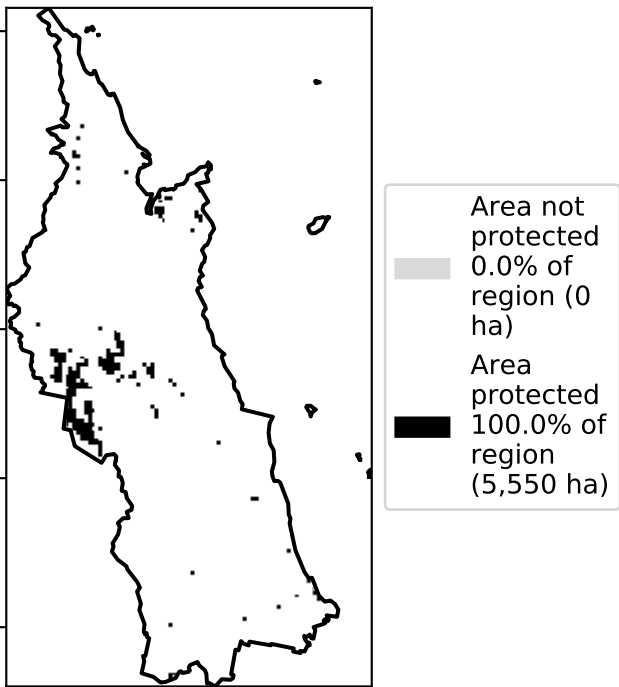 Area not
protected
0.0% of
region (0
ha)
Area
protected
100.0% of
region
(5,550 ha)